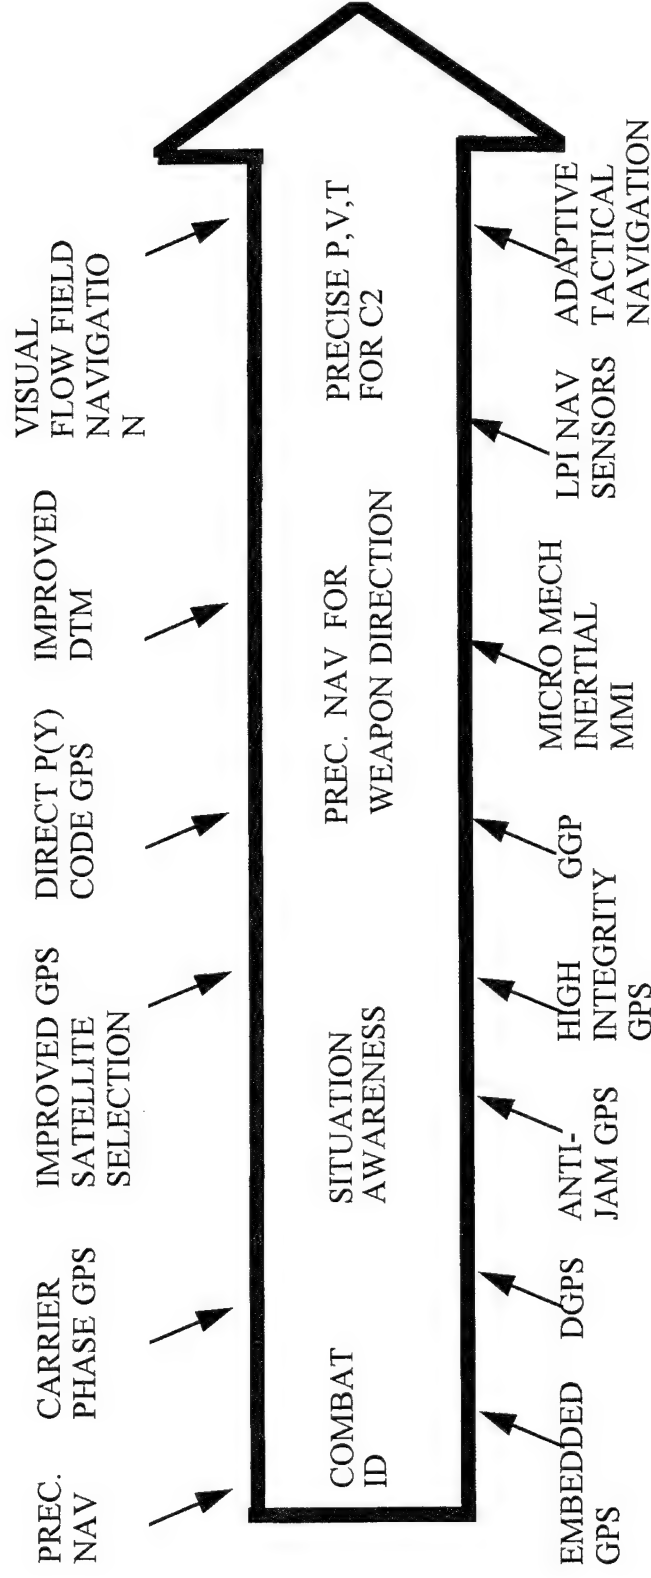 PREC.
NAV
CARRIER
PHASE GPS
IMPROVED GPS
SATELLITE
SELECTION
DIRECT P(Y)
CODE GPS
IMPROVED
DTM
VISUAL
FLOW FIELD
NAVIGATIO
N
COMBAT
ID
SITUATION
AWARENESS
PREC. NAV FOR
WEAPON DIRECTION
PRECISE P,V,T
FOR C2
EMBEDDED
GPS
DGPS
ANTI-
JAM GPS
HIGH
INTEGRITY
GPS
GGP
MICRO MECH
INERTIAL
MMI
LPI NAV
SENSORS
ADAPTIVE
TACTICAL
NAVIGATION